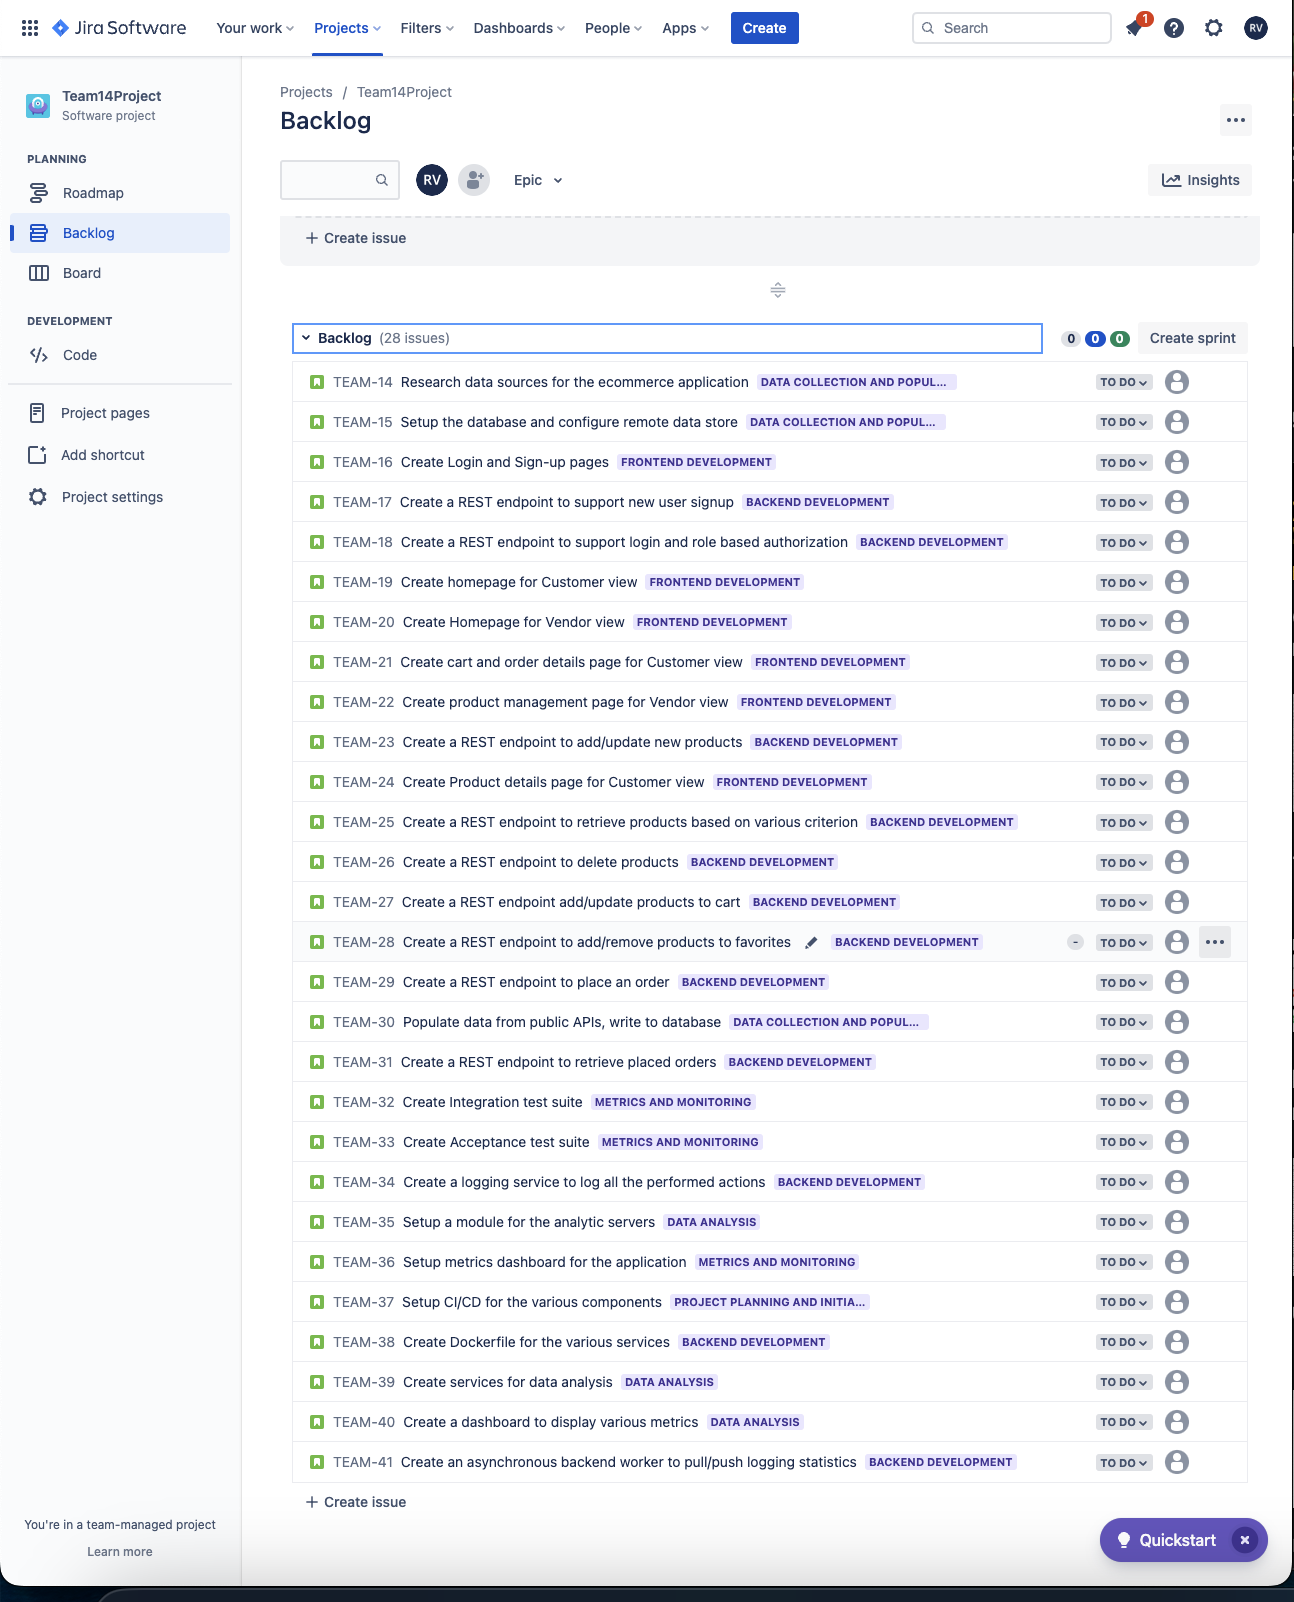 Jira Software Your work Projects Filters Dashboards People Apps Create Search 1 RV
Team14Project
Software project
PLANNING
Roadmap
Backlog
Board
DEVELOPMENT
Code
Project pages
Add shortcut
Project settings
You're in a team-managed project
Learn more
Projects / Team14Project
Backlog
RV Epic Insights
Create issue
Backlog (28 issues) 0 0 0 Create sprint
TEAM-14 Research data sources for the ecommerce application DATA COLLECTION AND POPUL... TO DO
TEAM-15 Setup the database and configure remote data store DATA COLLECTION AND POPUL... TO DO
TEAM-16 Create Login and Sign-up pages FRONTEND DEVELOPMENT TO DO
TEAM-17 Create a REST endpoint to support new user signup BACKEND DEVELOPMENT TO DO
TEAM-18 Create a REST endpoint to support login and role based authorization BACKEND DEVELOPMENT TO DO
TEAM-19 Create homepage for Customer view FRONTEND DEVELOPMENT TO DO
TEAM-20 Create Homepage for Vendor view FRONTEND DEVELOPMENT TO DO
TEAM-21 Create cart and order details page for Customer view FRONTEND DEVELOPMENT TO DO
TEAM-22 Create product management page for Vendor view FRONTEND DEVELOPMENT TO DO
TEAM-23 Create a REST endpoint to add/update new products BACKEND DEVELOPMENT TO DO
TEAM-24 Create Product details page for Customer view FRONTEND DEVELOPMENT TO DO
TEAM-25 Create a REST endpoint to retrieve products based on various criterion BACKEND DEVELOPMENT TO DO
TEAM-26 Create a REST endpoint to delete products BACKEND DEVELOPMENT TO DO
TEAM-27 Create a REST endpoint add/update products to cart BACKEND DEVELOPMENT TO DO
TEAM-28 Create a REST endpoint to add/remove products to favorites BACKEND DEVELOPMENT - TO DO
TEAM-29 Create a REST endpoint to place an order BACKEND DEVELOPMENT TO DO
TEAM-30 Populate data from public APIs, write to database DATA COLLECTION AND POPUL... TO DO
TEAM-31 Create a REST endpoint to retrieve placed orders BACKEND DEVELOPMENT TO DO
TEAM-32 Create Integration test suite METRICS AND MONITORING TO DO
TEAM-33 Create Acceptance test suite METRICS AND MONITORING TO DO
TEAM-34 Create a logging service to log all the performed actions BACKEND DEVELOPMENT TO DO
TEAM-35 Setup a module for the analytic servers DATA ANALYSIS TO DO
TEAM-36 Setup metrics dashboard for the application METRICS AND MONITORING TO DO
TEAM-37 Setup CI/CD for the various components PROJECT PLANNING AND INITIA... TO DO
TEAM-38 Create Dockerfile for the various services BACKEND DEVELOPMENT TO DO
TEAM-39 Create services for data analysis DATA ANALYSIS TO DO
TEAM-40 Create a dashboard to display various metrics DATA ANALYSIS TO DO
TEAM-41 Create an asynchronous backend worker to pull/push logging statistics BACKEND DEVELOPMENT TO DO
Create issue
Quickstart